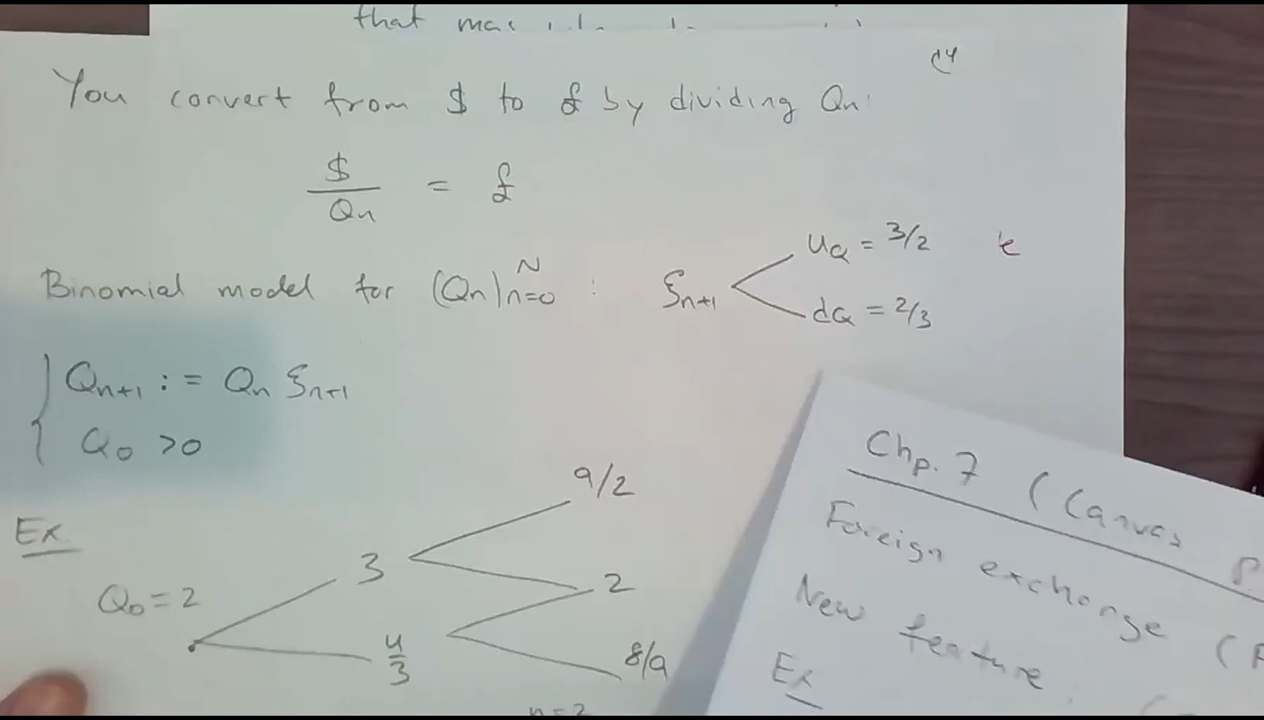 that
You convert from $ to £ by dividing Qn:
$
Qn
= £
Binomial model for (Qn)
N
n=0
:
ξn+1
uQ = 3/2
dQ = 2/3
Qn+1 := Qn ξn+1
Q0 >0
Ex.
Q0 = 2
3
4
3
9/2
2
8/9
n=2
Chp. 7 (Canvas
Foreign exchange (
New feature :
Ex